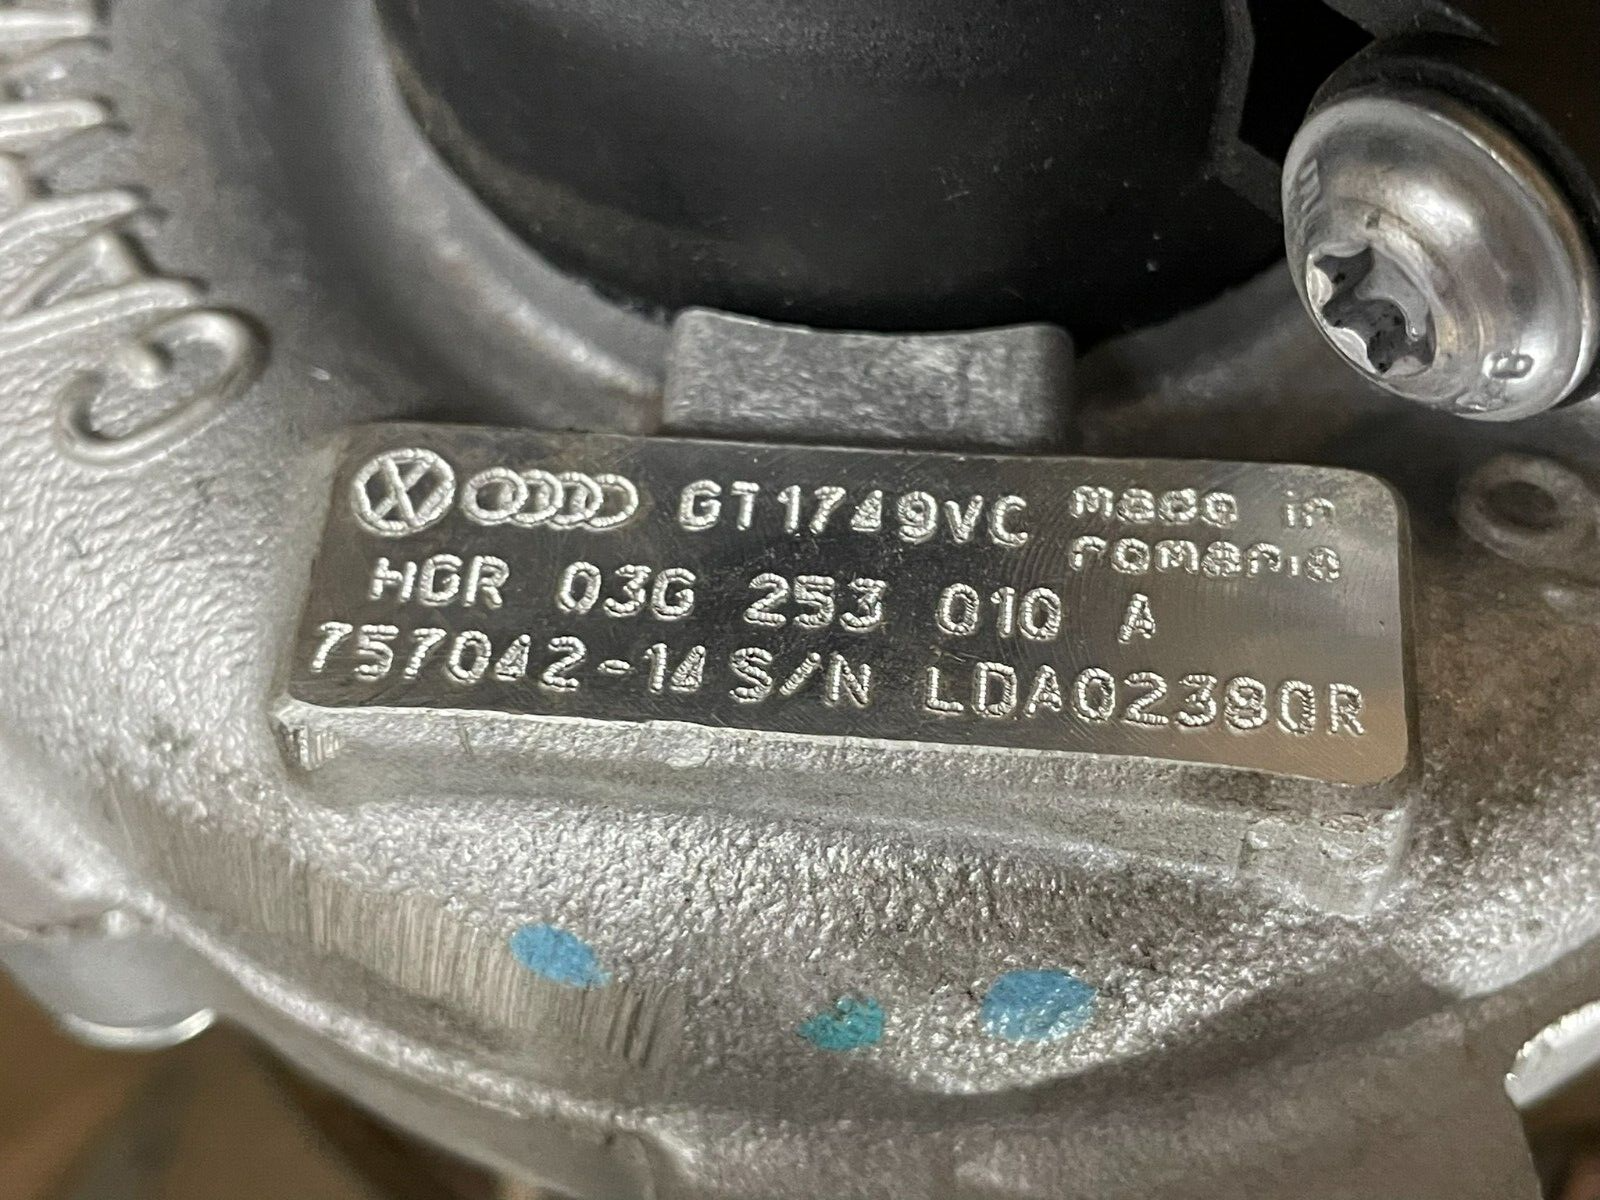 GT1749VC Made in
romania
HGR 03G 253 010 A
757042-14 S/N LDA02380R